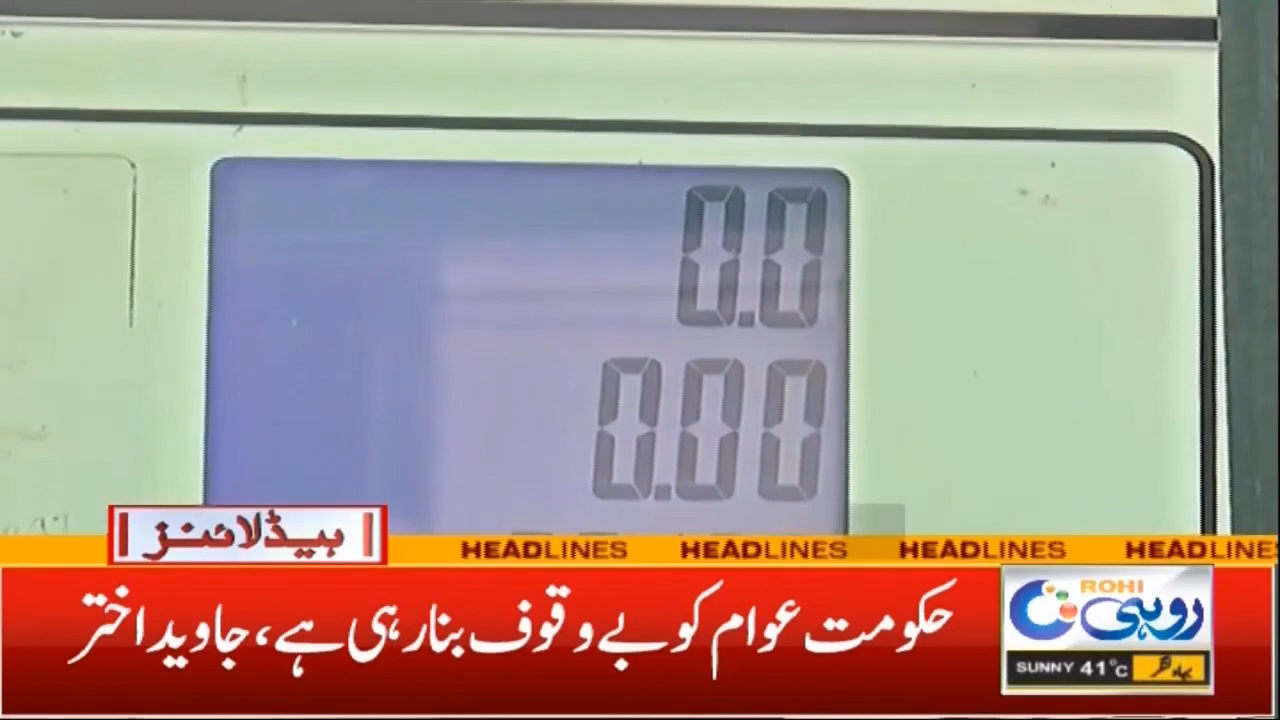 0.0
0.00
ہیڈلائنز
HEADLINES HEADLINES HEADLINES HEADLINES
حکومت عوام کو بے وقوف بنا رہی ہے، جاوید اختر
ROHI
روہی
SUNNY 41°C